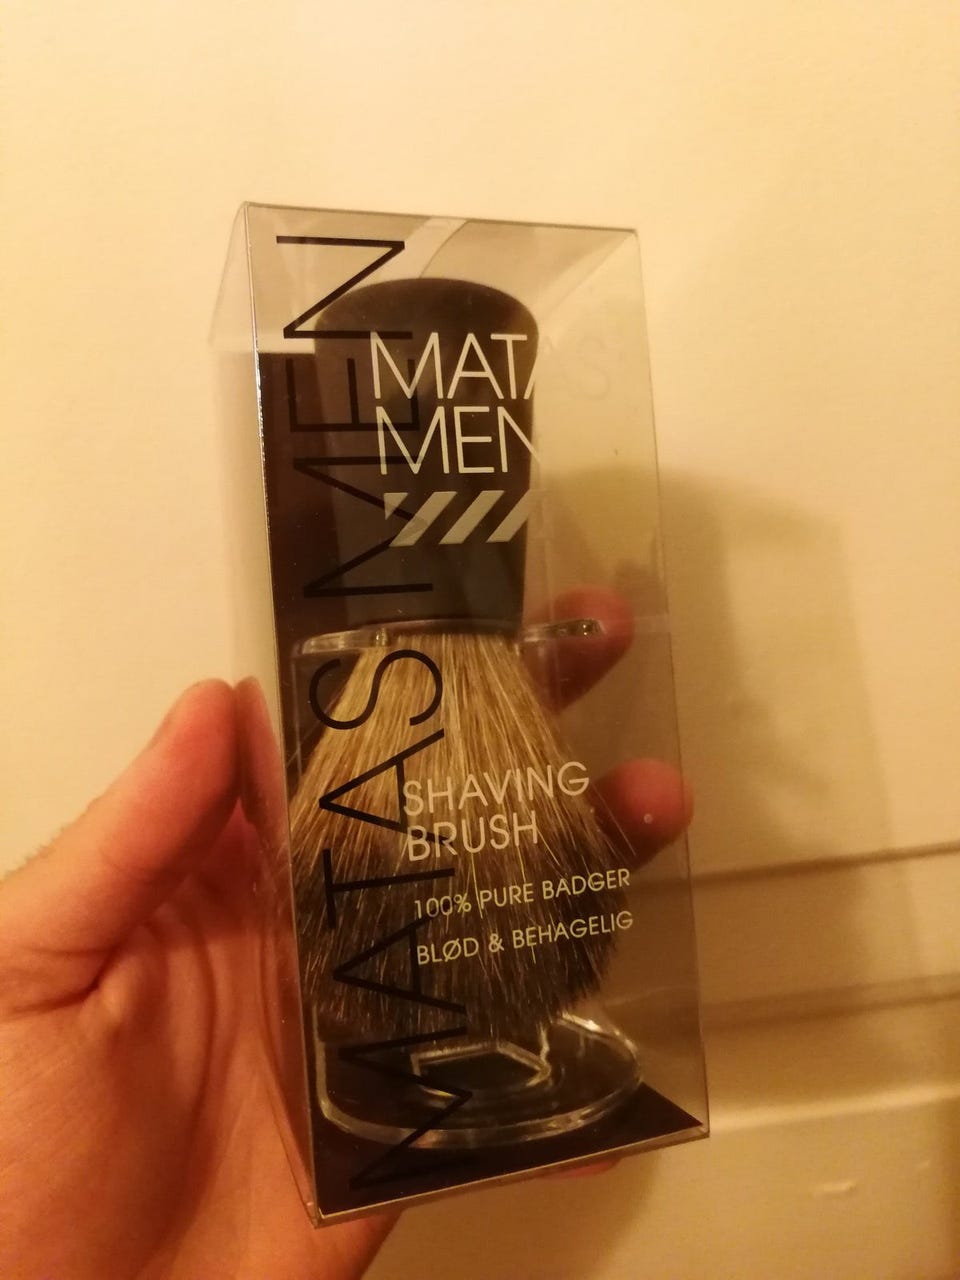 MATAS
MEN
MATAS MEN
SHAVING
BRUSH
100% PURE BADGER
BLØD & BEHAGELIG